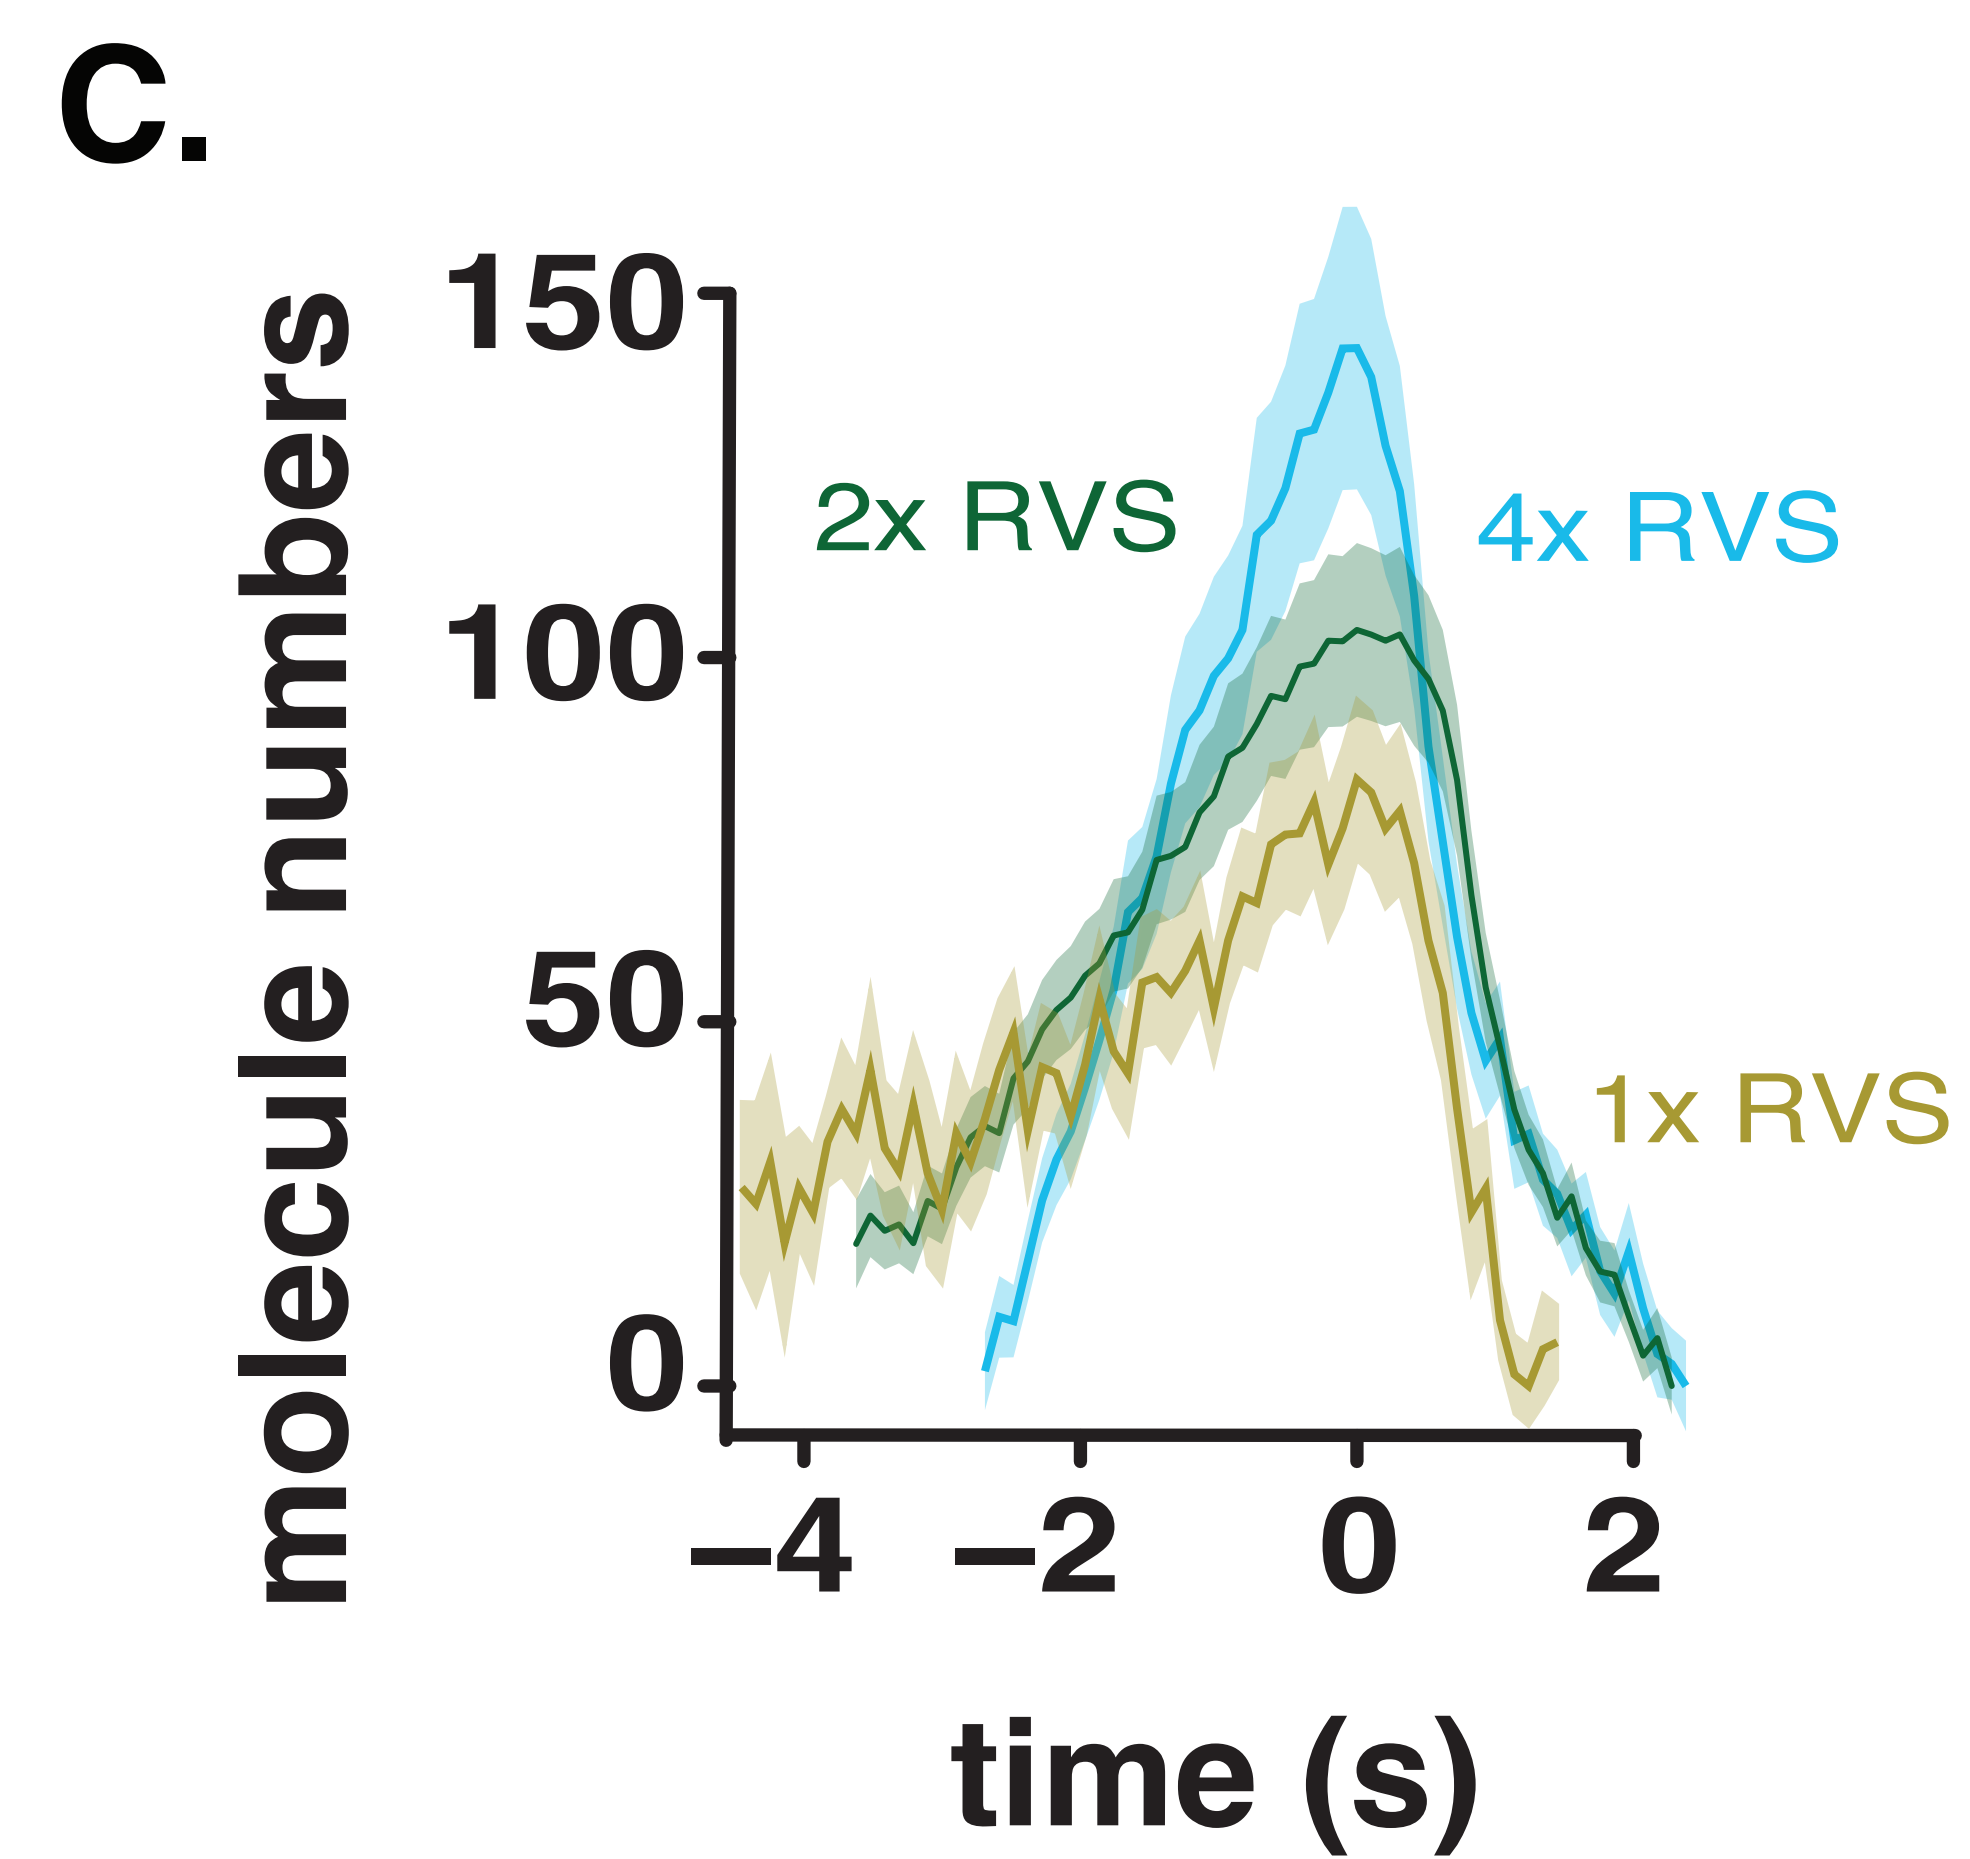 C.
molecule numbers
150
100
50
0
2x RVS
4x RVS
1x RVS
–4 –2 0 2
time (s)